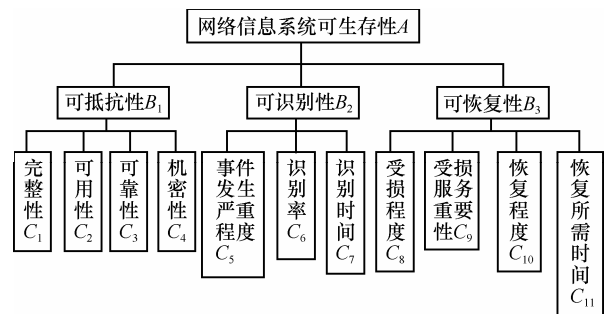 网络信息系统可生存性A
可抵抗性B1
可识别性B2
可恢复性B3
完整性C1
可用性C2
可靠性C3
机密性C4
事件发生严重程度C5
识别率C6
识别时间C7
受损程度C8
受损服务重要性C9
恢复程度C10
恢复所需时间C11